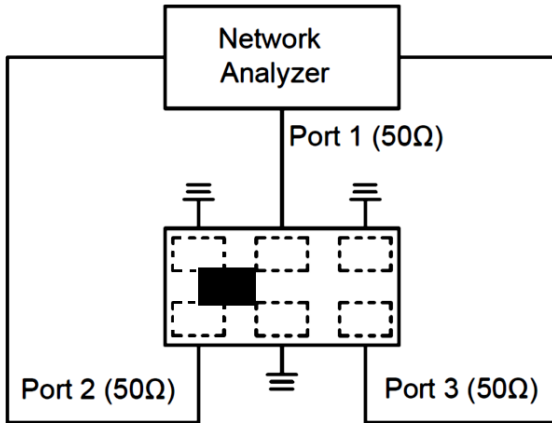 Network
Analyzer
Port 1 (50Ω)
Port 2 (50Ω)
Port 3 (50Ω)